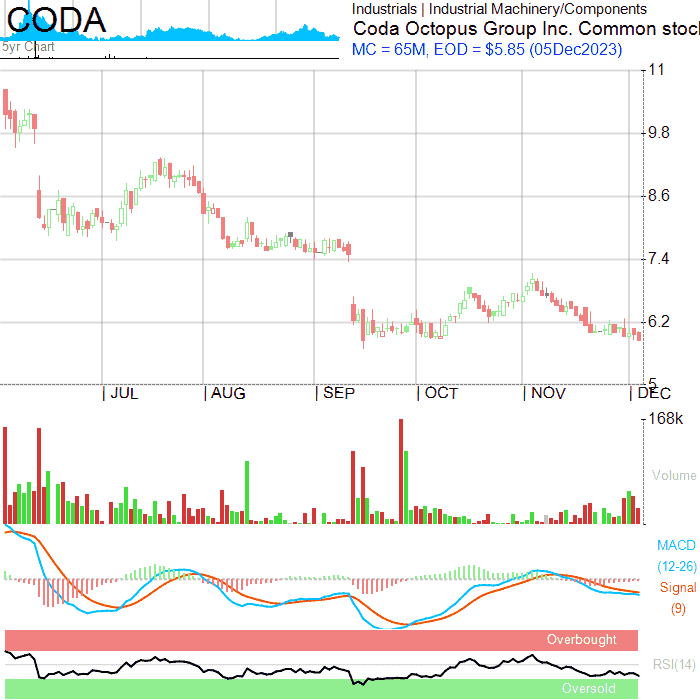 CODA
5yr Chart
Industrials | Industrial Machinery/Components
Coda Octopus Group Inc. Common stoc
MC = 65M, EOD = $5.85 (05Dec2023)
11
9.8
8.6
7.4
6.2
5
JUL AUG SEP OCT NOV DEC
168k
Volume
MACD
(12-26)
Signal
(9)
Overbought
RSI(14)
Oversold